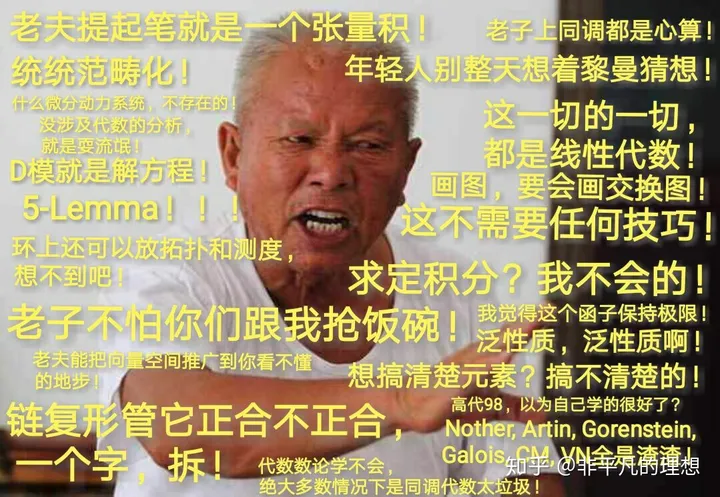 老夫提起笔就是一个张量积！
老子上同调都是心算！
统统范畴化！
年轻人别整天想着黎曼猜想！
什么微分动力系统，不存在的！
没涉及代数的分析，
就是耍流氓！
这一切的一切，
都是线性代数！
D模就是解方程！
画图，要会画交换图！
5-Lemma！！！
这不需要任何技巧！
环上还可以放拓扑和测度，
想不到吧！
求定积分？我不会的！
老子不怕你们跟我抢饭碗！
我觉得这个函子保持极限！
泛性质，泛性质啊！
老夫能把向量空间推广到你看不懂
的地步！
想搞清楚元素？搞不清楚的！
链复形管它正合不正合，
一个字，拆！
高代98，以为自己学的很好了？
Nother, Artin, Gorenstein,
Galois, CM, VN全是渣渣！
代数数论学不会，
绝大多数情况下是同调代数太垃圾！
知乎 @非平凡的理想